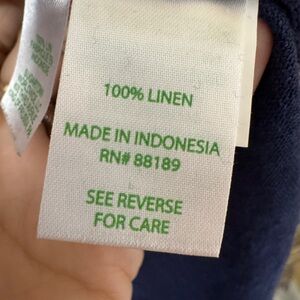 100% LINEN
MADE IN INDONESIA
RN# 88189
SEE REVERSE
FOR CARE